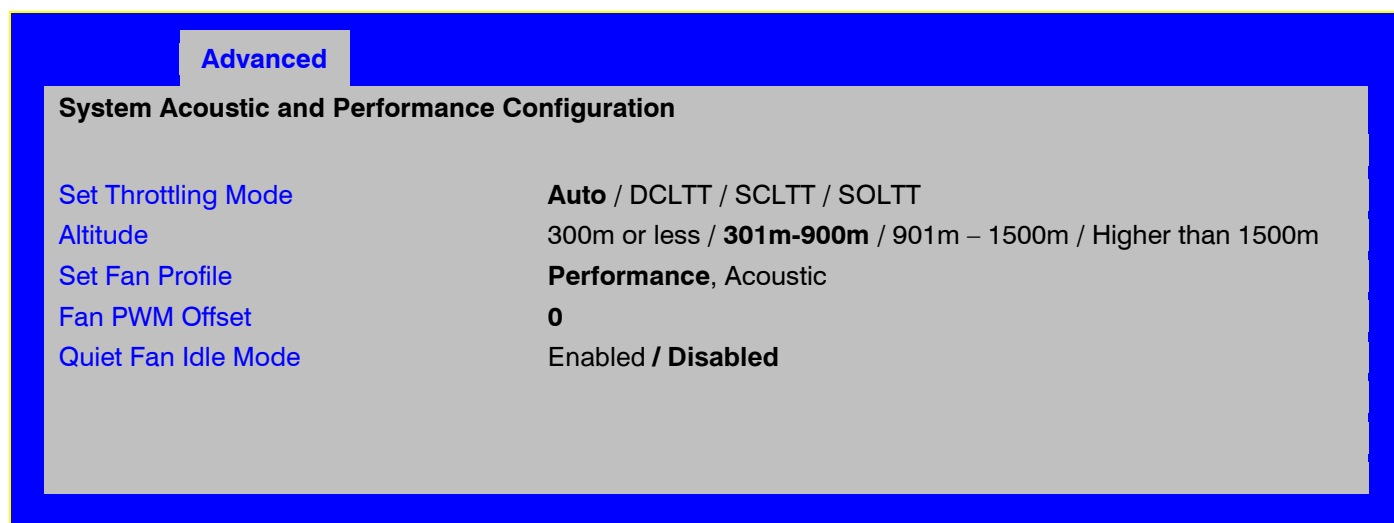 Advanced
System Acoustic and Performance Configuration
Set Throttling Mode Auto / DCLTT / SCLTT / SOLTT
Altitude 300m or less / 301m-900m / 901m – 1500m / Higher than 1500m
Set Fan Profile Performance, Acoustic
Fan PWM Offset 0
Quiet Fan Idle Mode Enabled / Disabled